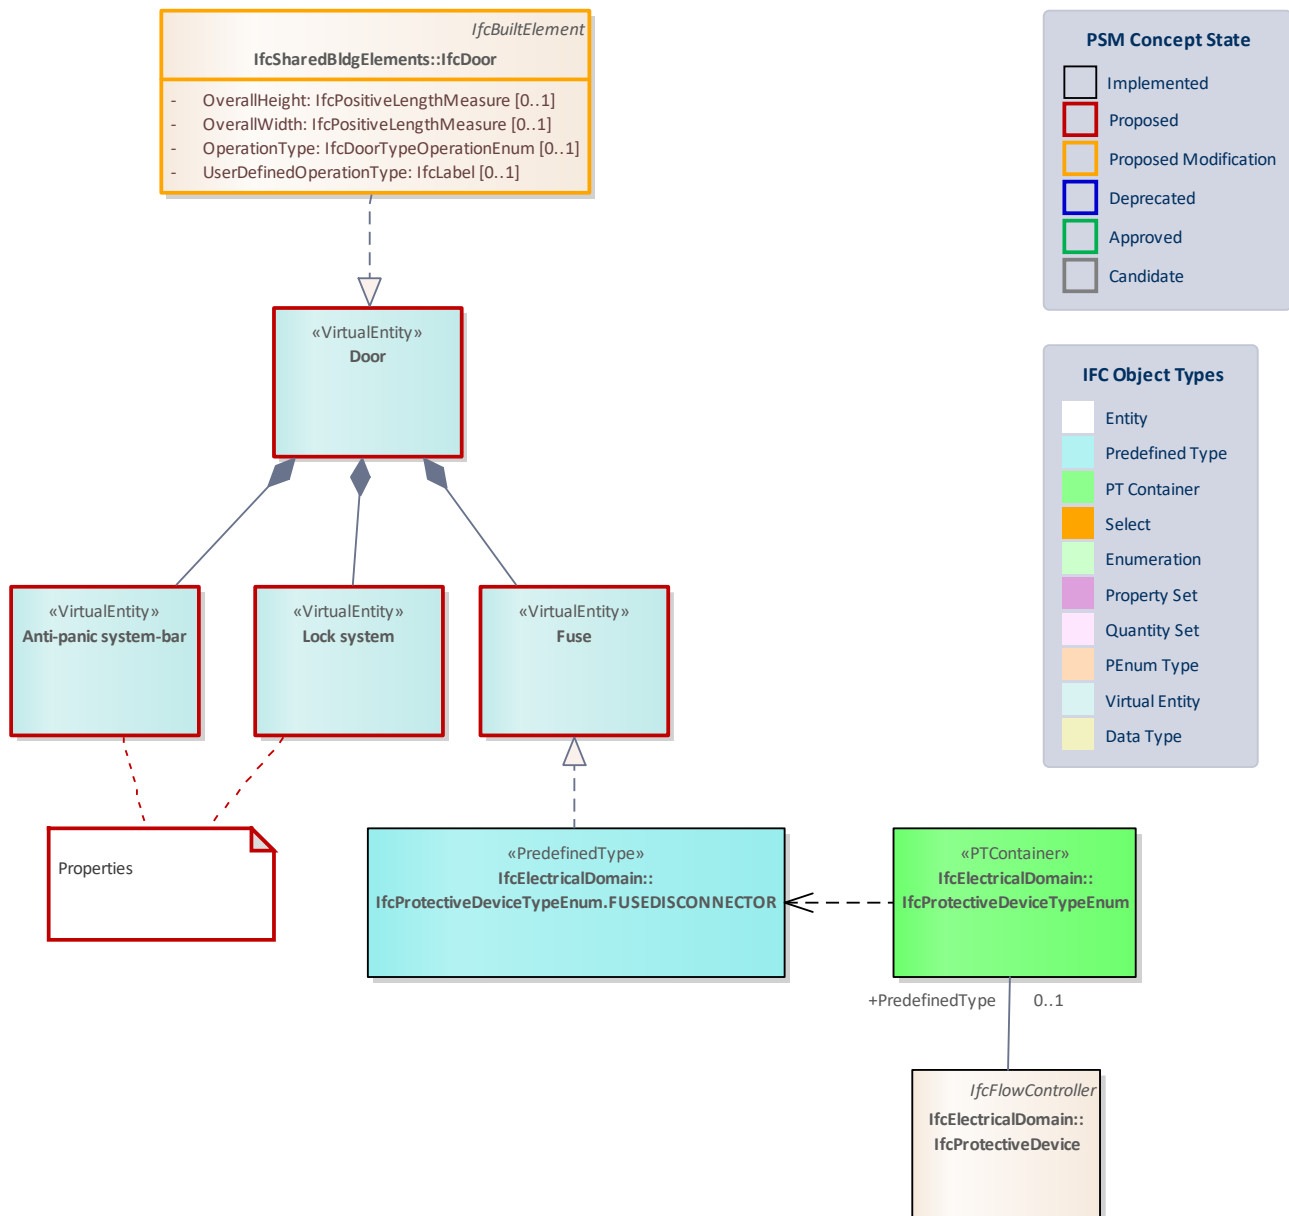 IfcBuiltElement
IfcSharedBldgElements::IfcDoor
- OverallHeight: IfcPositiveLengthMeasure [0..1]
- OverallWidth: IfcPositiveLengthMeasure [0..1]
- OperationType: IfcDoorTypeOperationEnum [0..1]
- UserDefinedOperationType: IfcLabel [0..1]
«VirtualEntity»
Door
«VirtualEntity»
Anti-panic system-bar
«VirtualEntity»
Lock system
«VirtualEntity»
Fuse
Properties
«PredefinedType»
IfcElectricalDomain::
IfcProtectiveDeviceTypeEnum.FUSEDISCONNECTOR
«PTContainer»
IfcElectricalDomain::
IfcProtectiveDeviceTypeEnum
+PredefinedType 0..1
IfcFlowController
IfcElectricalDomain::
IfcProtectiveDevice
PSM Concept State
Implemented
Proposed
Proposed Modification
Deprecated
Approved
Candidate
IFC Object Types
Entity
Predefined Type
PT Container
Select
Enumeration
Property Set
Quantity Set
PEnum Type
Virtual Entity
Data Type